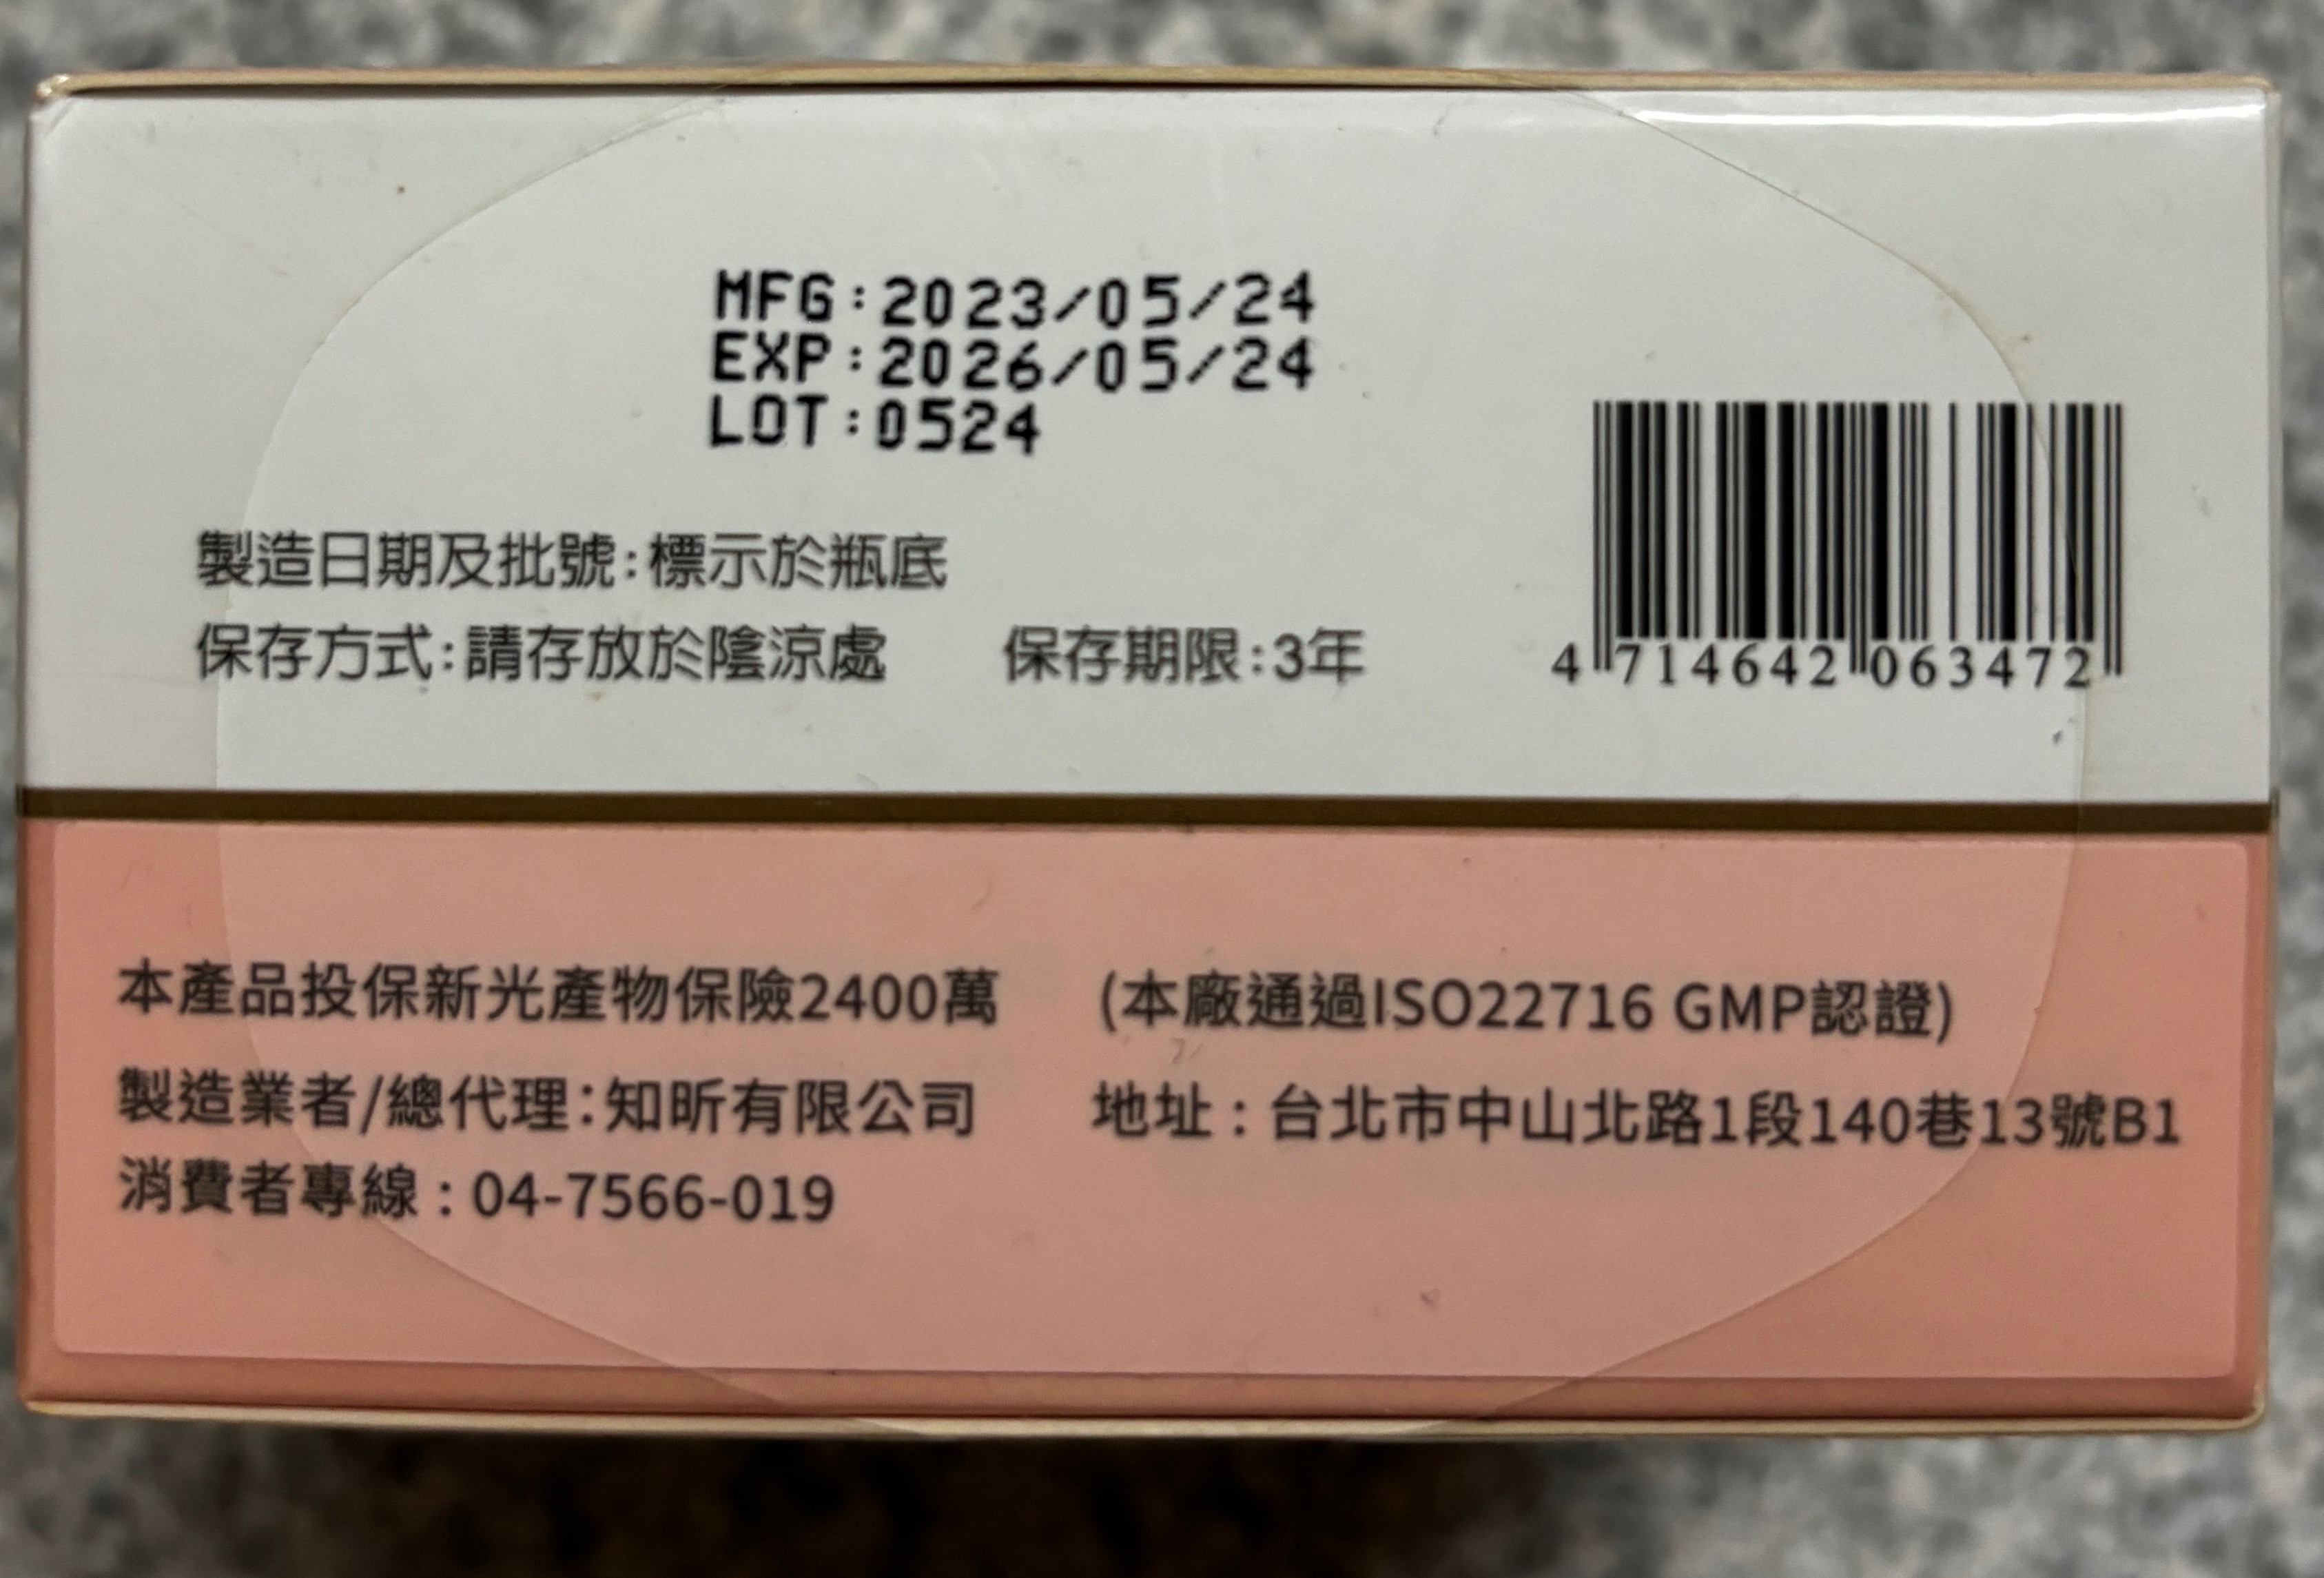 MFG:2023/05/24
EXP:2026/05/24
LOT:0524
製造日期及批號:標示於瓶底
保存方式:請存放於陰涼處 保存期限:3年
4 714642 063472
本產品投保新光產物保險2400萬 (本廠通過ISO22716 GMP認證)
製造業者/總代理:知昕有限公司 地址:台北市中山北路1段140巷13號B1
消費者專線:04-7566-019